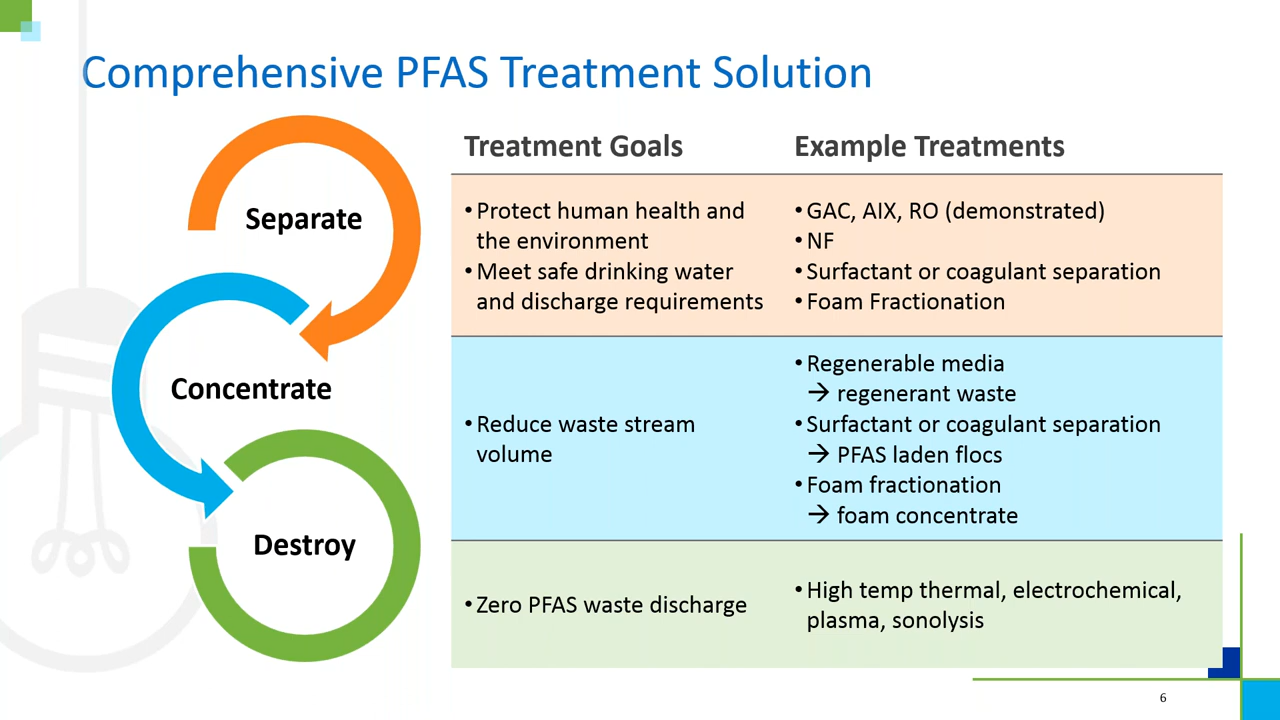 Comprehensive PFAS Treatment Solution
Separate
Concentrate
Destroy
Treatment Goals
Example Treatments
• Protect human health and
the environment
• Meet safe drinking water
and discharge requirements
• GAC, AIX, RO (demonstrated)
• NF
• Surfactant or coagulant separation
• Foam Fractionation
• Reduce waste stream
volume
• Regenerable media
→ regenerant waste
• Surfactant or coagulant separation
→ PFAS laden flocs
• Foam fractionation
→ foam concentrate
• Zero PFAS waste discharge
• High temp thermal, electrochemical,
plasma, sonolysis
6